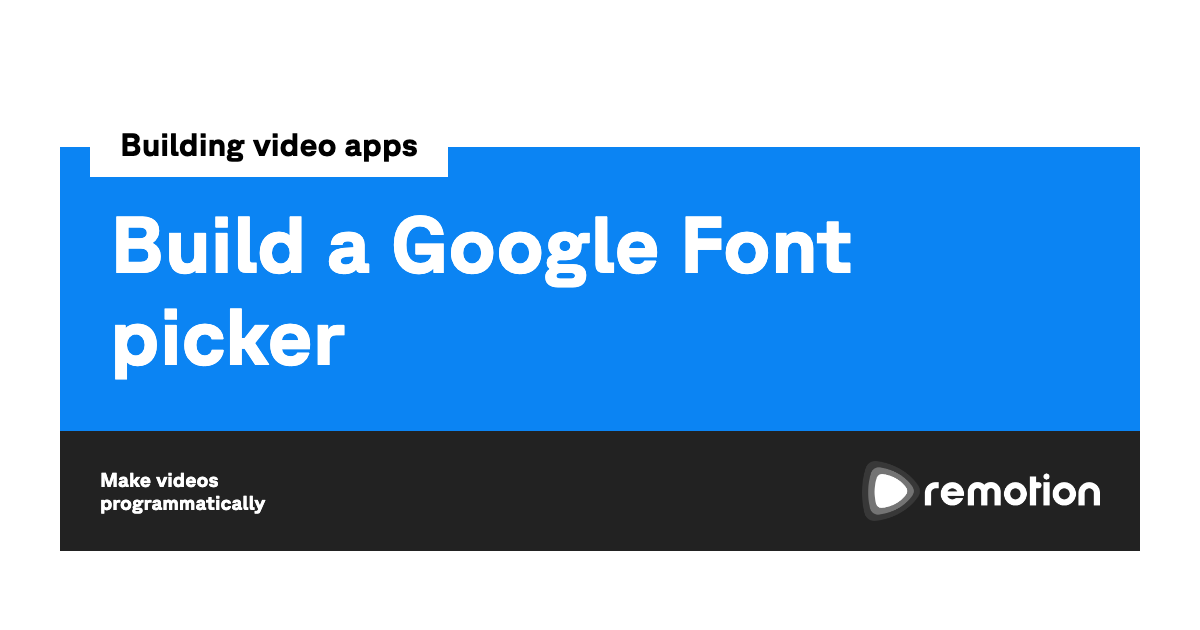 Building video apps
Build a Google Font
picker
Make videos
programmatically
remotion